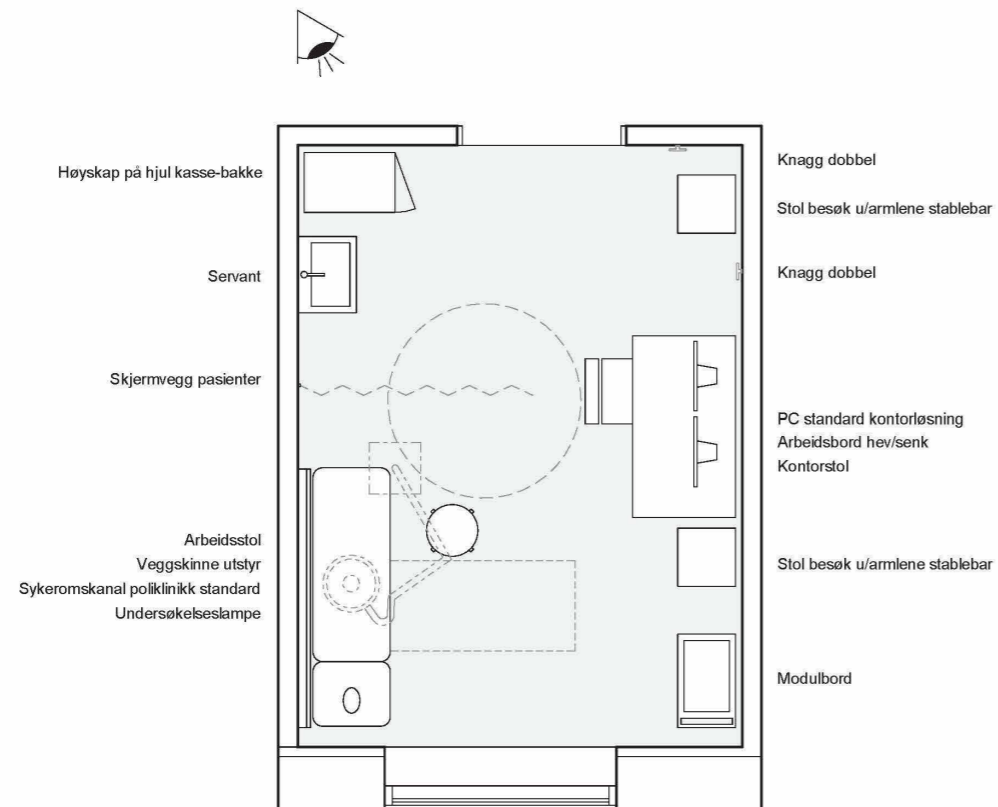 Høyskap på hjul kasse-bakke
Servant
Skjermvegg pasienter
Arbeidsstol
Veggskinne utstyr
Sykeromskanal poliklinikk standard
Undersøkelseslampe
Knagg dobbel
Stol besøk u/armlene stablebar
Knagg dobbel
PC standard kontorløsning
Arbeidsbord hev/senk
Kontorstol
Stol besøk u/armlene stablebar
Modulbord